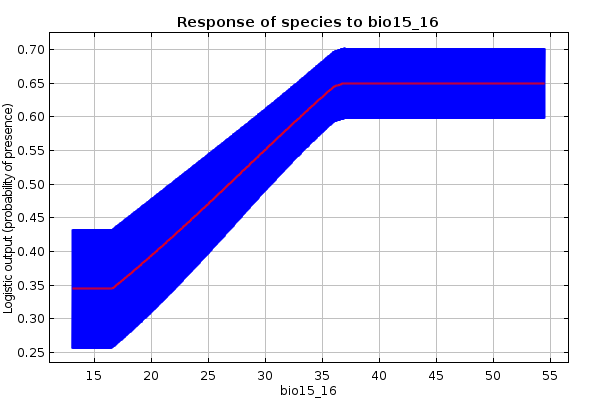 Response of species to bio15_16
Logistic output (probability of presence)
0.70
0.65
0.60
0.55
0.50
0.45
0.40
0.35
0.30
0.25
15 20 25 30 35 40 45 50 55
bio15_16